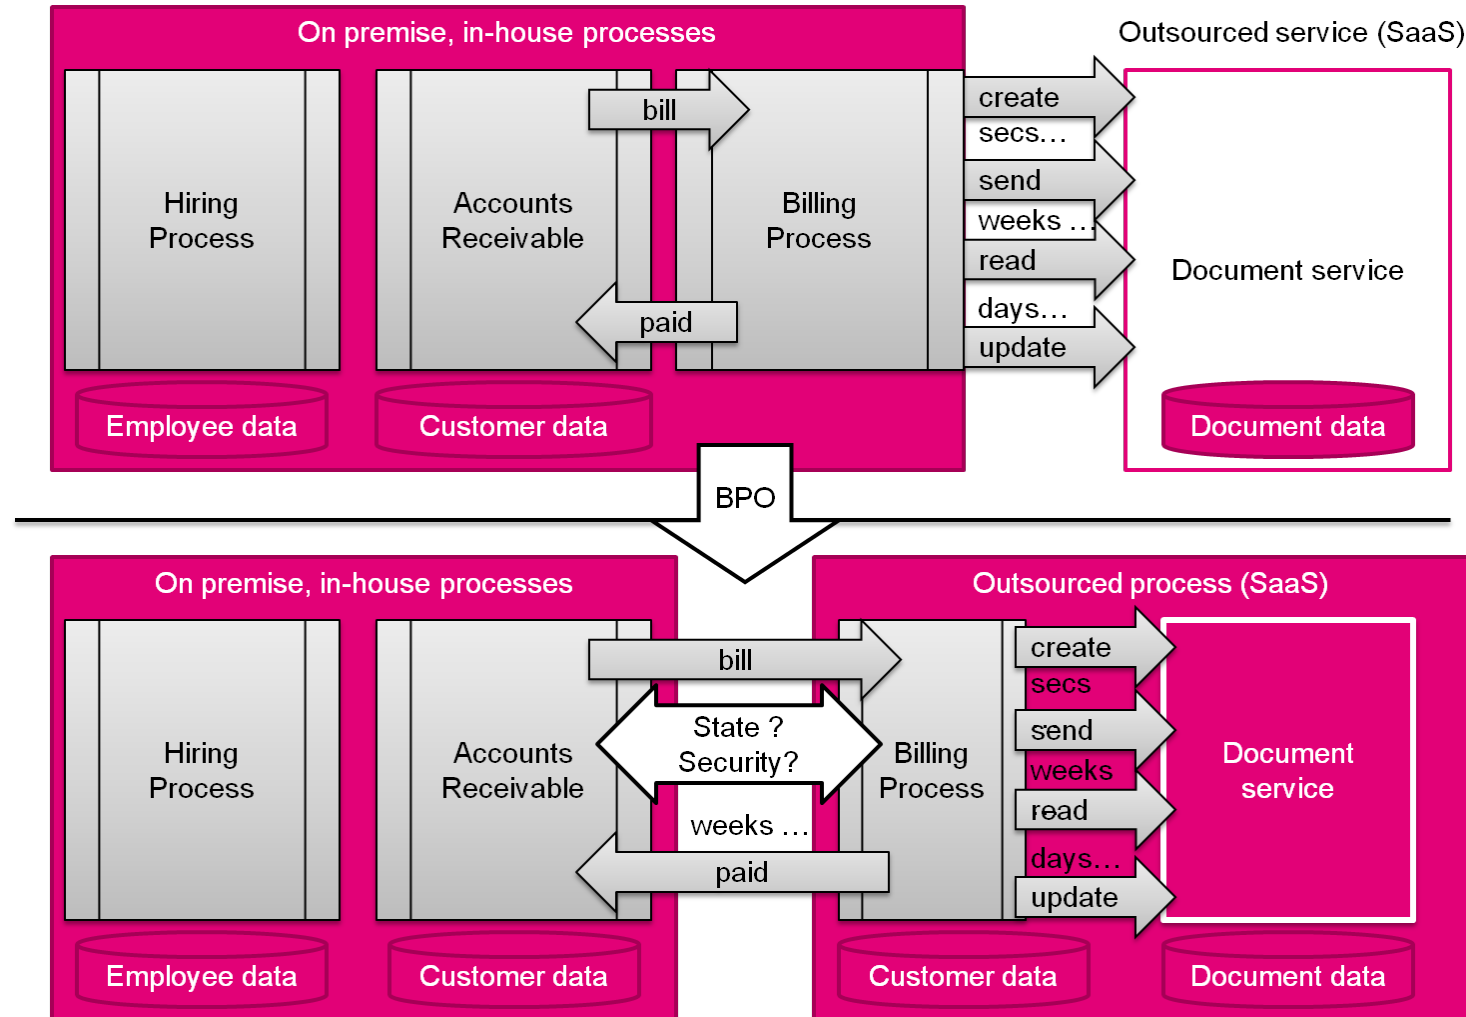 On premise, in-house processes
Outsourced service (SaaS)
Hiring
Process
Accounts
Receivable
bill
paid
Billing
Process
create
secs…
send
weeks …
read
days…
update
Document service
Employee data
Customer data
Document data
BPO
On premise, in-house processes
Outsourced process (SaaS)
Hiring
Process
Accounts
Receivable
bill
State ?
Security?
weeks …
paid
Billing
Process
create
secs
send
weeks
read
days…
update
Document
service
Employee data
Customer data
Customer data
Document data